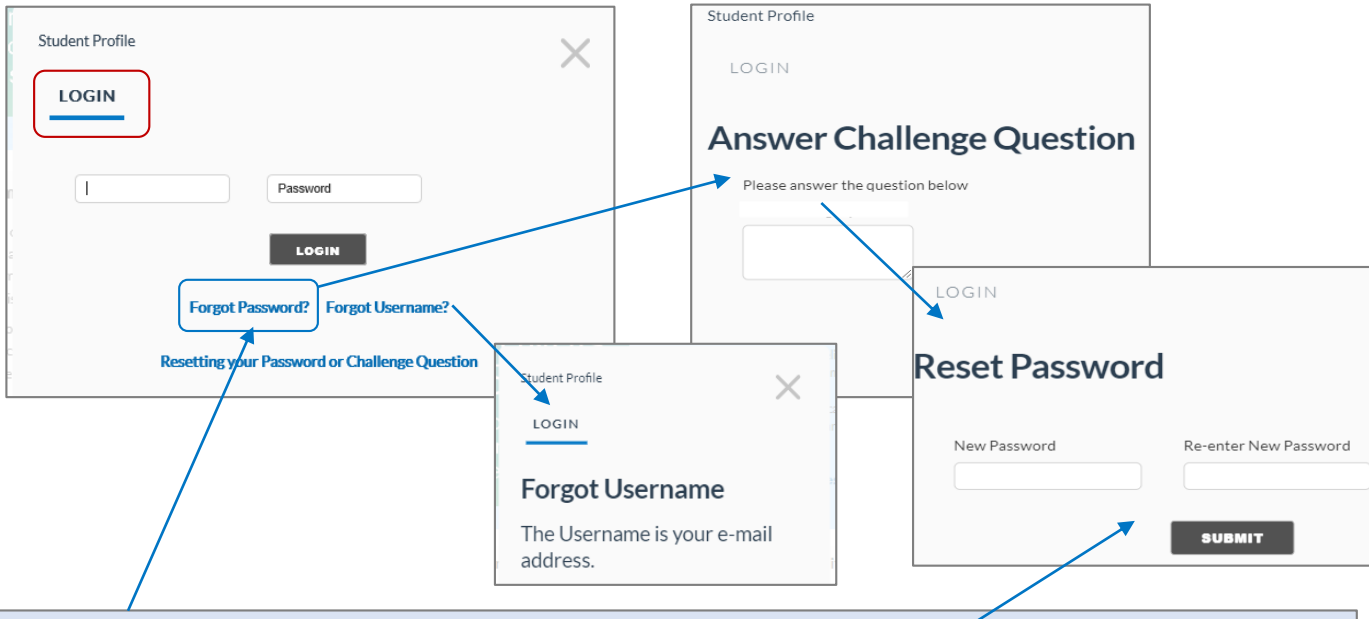 Student Profile
LOGIN
Password
LOGIN
Forgot Password? Forgot Username?
Resetting your Password or Challenge Question
Student Profile
LOGIN
Answer Challenge Question
Please answer the question below
Student Profile
LOGIN
Forgot Username
The Username is your e-mail
address.
LOGIN
Reset Password
New Password Re-enter New Password
SUBMIT